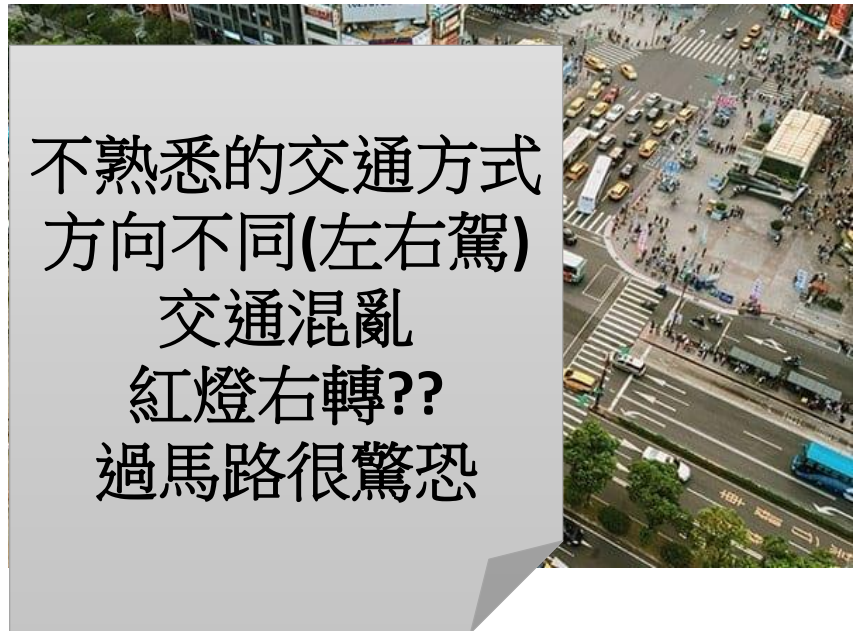 不熟悉的交通方式
方向不同(左右駕)
交通混亂
紅燈右轉??
過馬路很驚恐